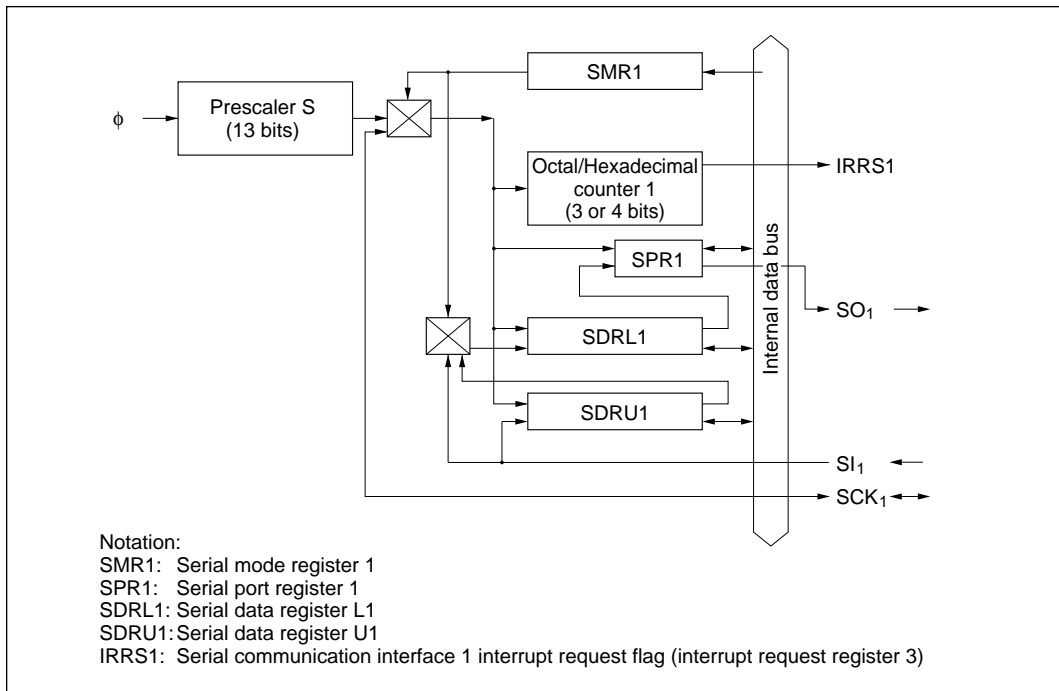 SMR1
ϕ
Prescaler S
(13 bits)
Octal/Hexadecimal
counter 1
(3 or 4 bits)
IRRS1
SPR1
Internal data bus
SO1
SDRL1
SDRU1
SI1
SCK1
Notation:
SMR1: Serial mode register 1
SPR1: Serial port register 1
SDRL1: Serial data register L1
SDRU1: Serial data register U1
IRRS1: Serial communication interface 1 interrupt request flag (interrupt request register 3)